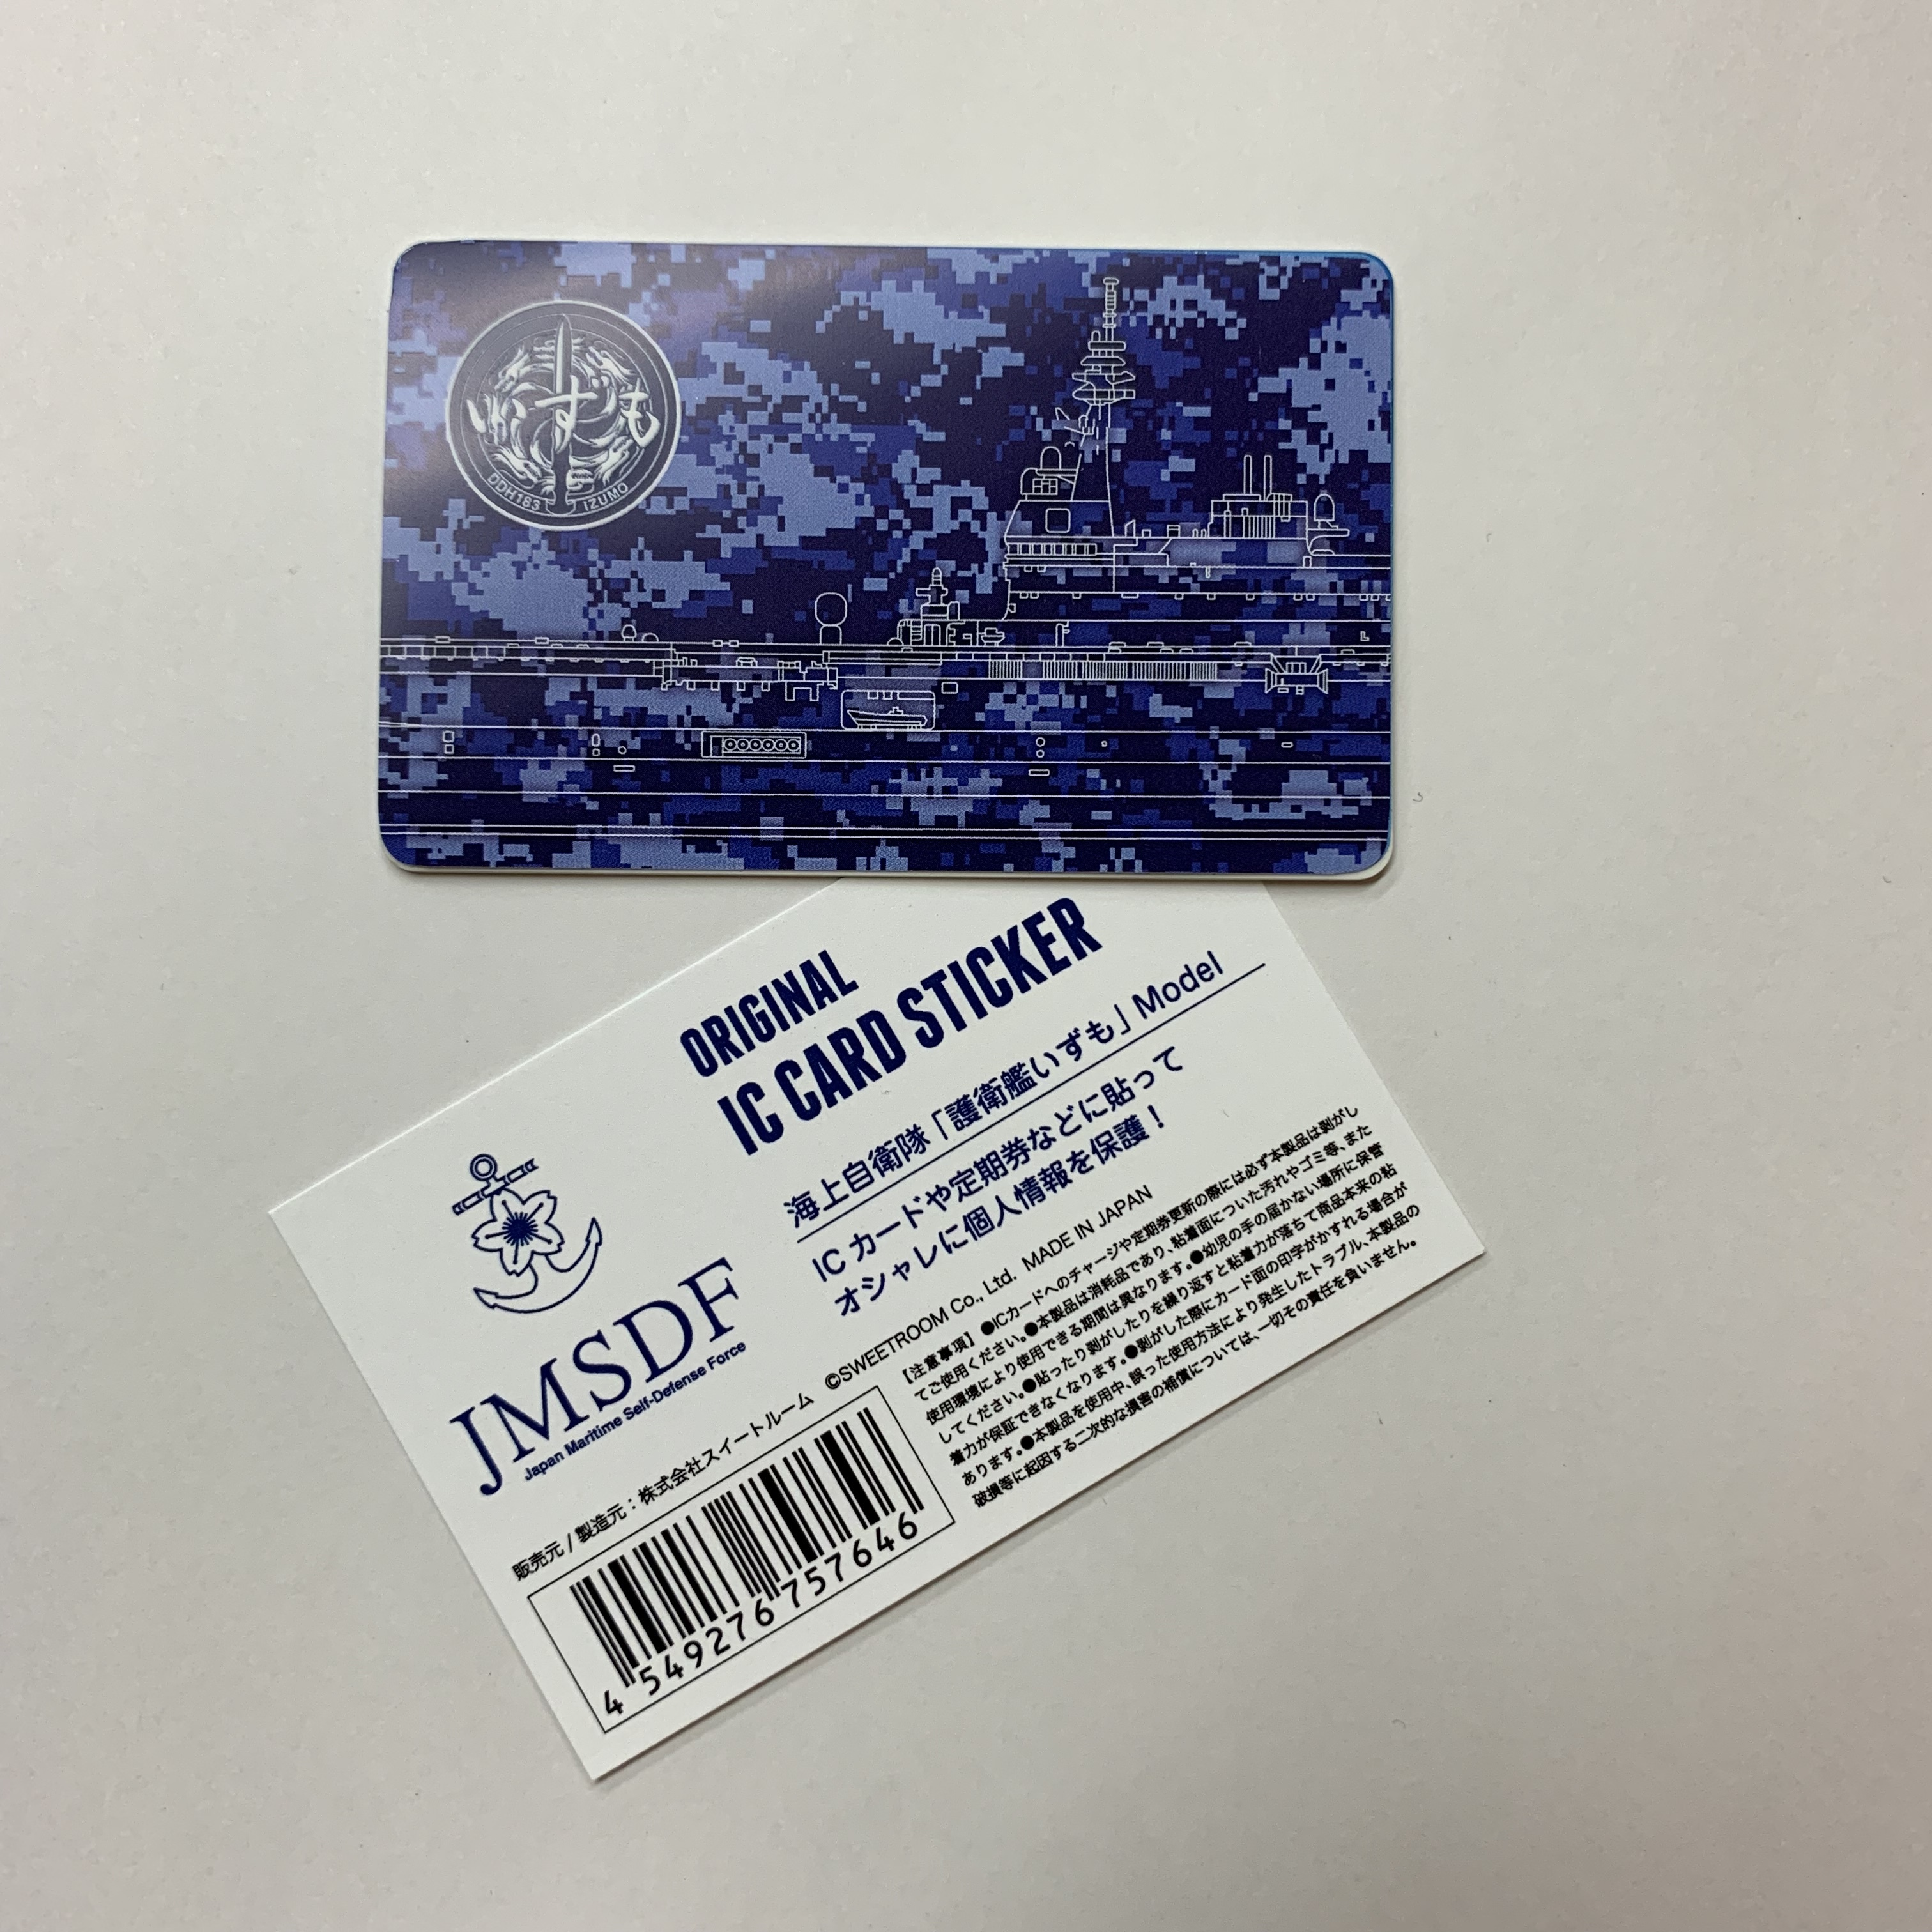 いずも
DDH183 IZUMO
ORIGINAL
IC CARD STICKER
海上自衛隊「護衛艦いずも」Model
ICカードや定期券などに貼って
オシャレに個人情報を保護！
JMSDF
Japan Maritime Self-Defense Force
販売元 / 製造元：株式会社スイートルーム ©SWEETROOM Co., Ltd. MADE IN JAPAN
【注意事項】●ICカードへのチャージや定期券更新の際には必ず本製品は剥がし
てご使用ください。●本製品は消耗品であり、粘着面についた汚れやゴミ等、また
使用環境により使用できる期間は異なります。●幼児の手の届かない場所に保管
してください。●貼ったり剥がしたりを繰り返すと粘着力が落ちて商品本来の粘
着力が保証できなくなります。●剥がした際にカード面の印字がかすれる場合が
あります。●本製品を使用中、誤った使用方法により発生したトラブル、本製品の
破損等に起因する二次的な損害の補償については、一切その責任を負いません。
4 549276 757646